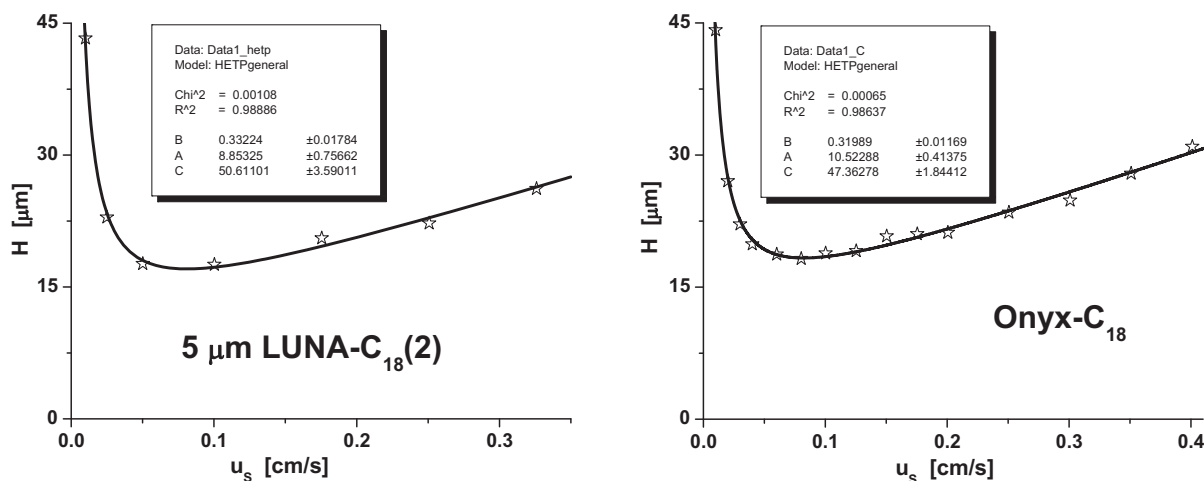 45
30
15
0
H [μm]
Data: Data1_hetp
Model: HETPgeneral
Chi^2 = 0.00108
R^2 = 0.98886
B 0.33224 ±0.01784
A 8.85325 ±0.75662
C 50.61101 ±3.59011
5 μm LUNA-C18(2)
0.0 0.1 0.2 0.3
us [cm/s]
45
30
15
0
H [μm]
Data: Data1_C
Model: HETPgeneral
Chi^2 = 0.00065
R^2 = 0.98637
B 0.31989 ±0.01169
A 10.52288 ±0.41375
C 47.36278 ±1.84412
Onyx-C18
0.0 0.1 0.2 0.3 0.4
us [cm/s]